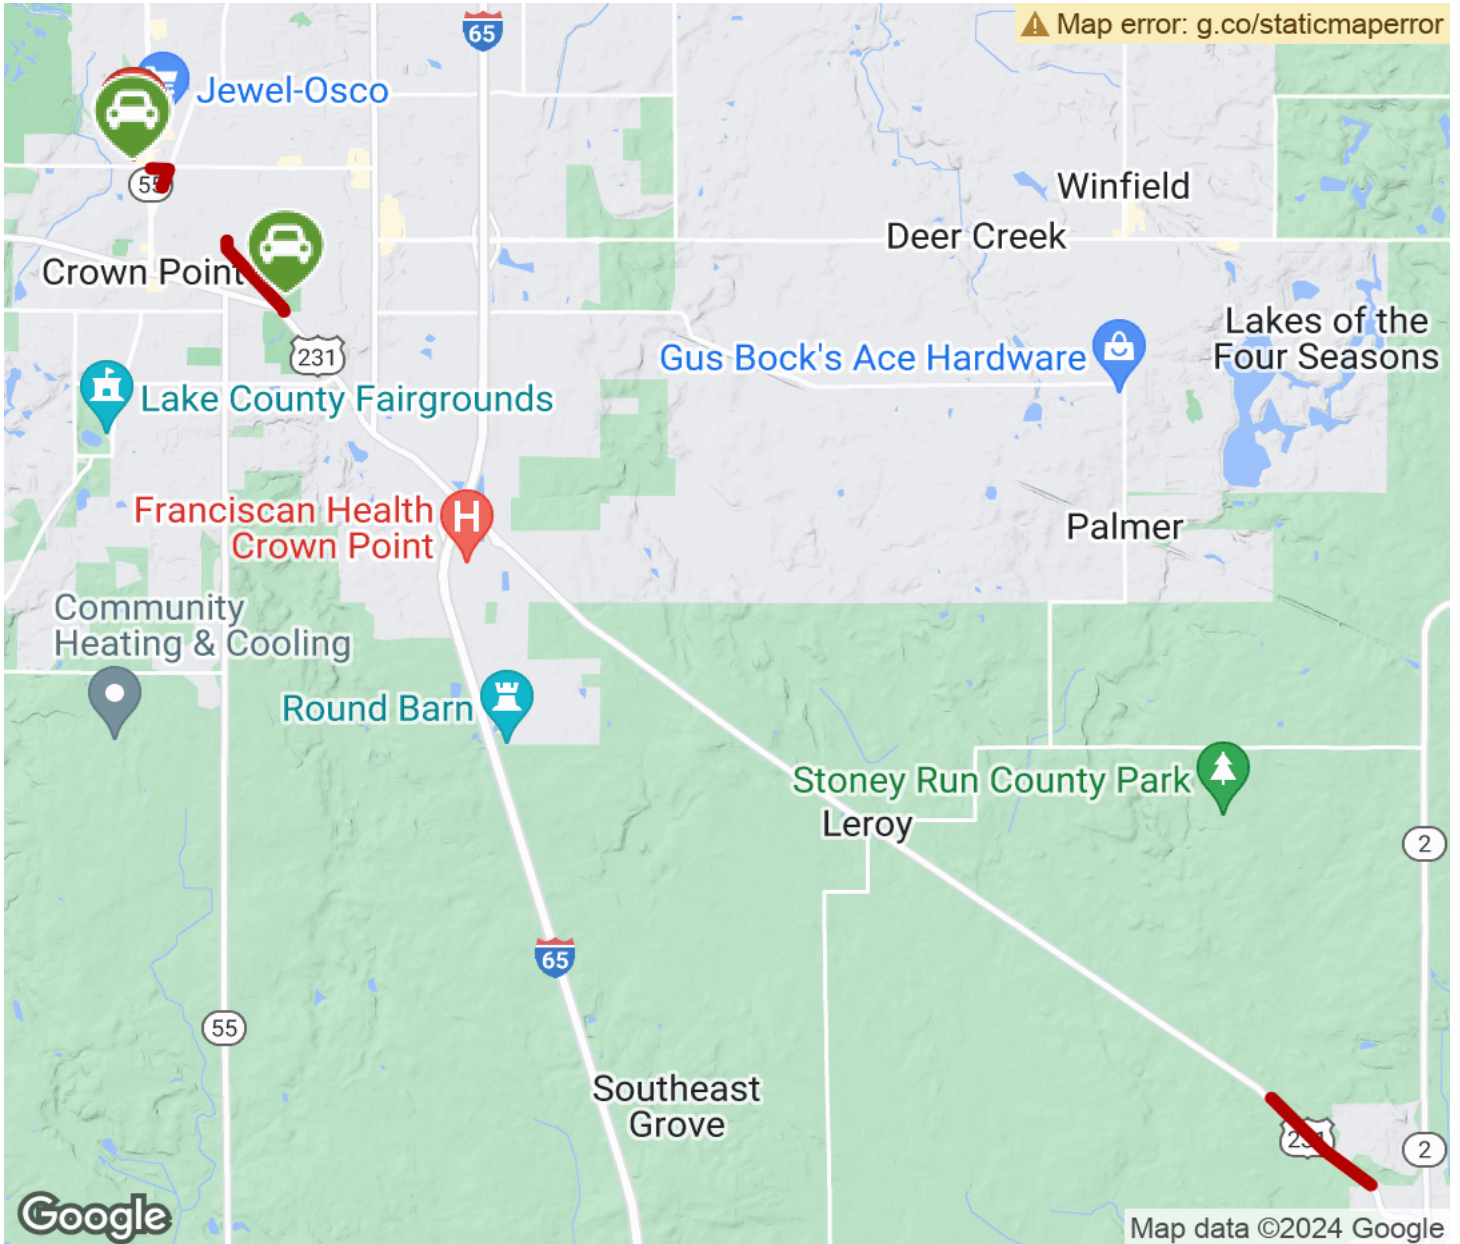 65
Map error: g.co/staticmaperror
Jewel-Osco
55
Winfield
Deer Creek
Crown Point
Lakes of the
Four Seasons
231
Gus Bock's Ace Hardware
Lake County Fairgrounds
Franciscan Health
Crown Point
H
Palmer
Community
Heating & Cooling
Round Barn
Stoney Run County Park
Leroy
2
65
55
Southeast
Grove
231
2
Google
Map data ©2024 Google